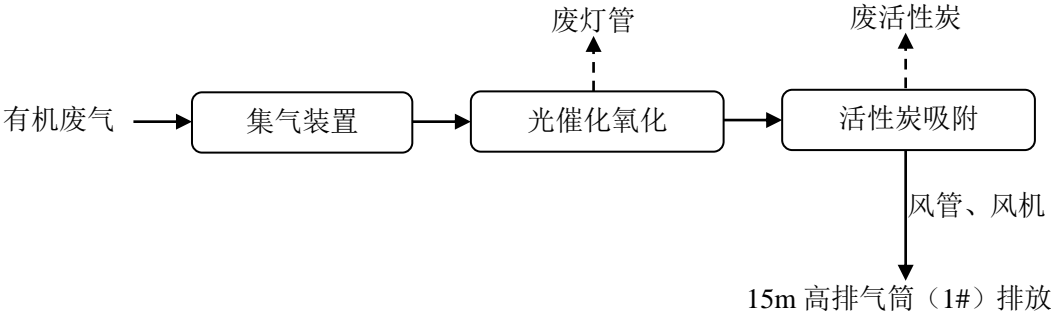 废灯管
废活性炭
有机废气
集气装置
光催化氧化
活性炭吸附
风管、风机
15m 高排气筒（1#）排放